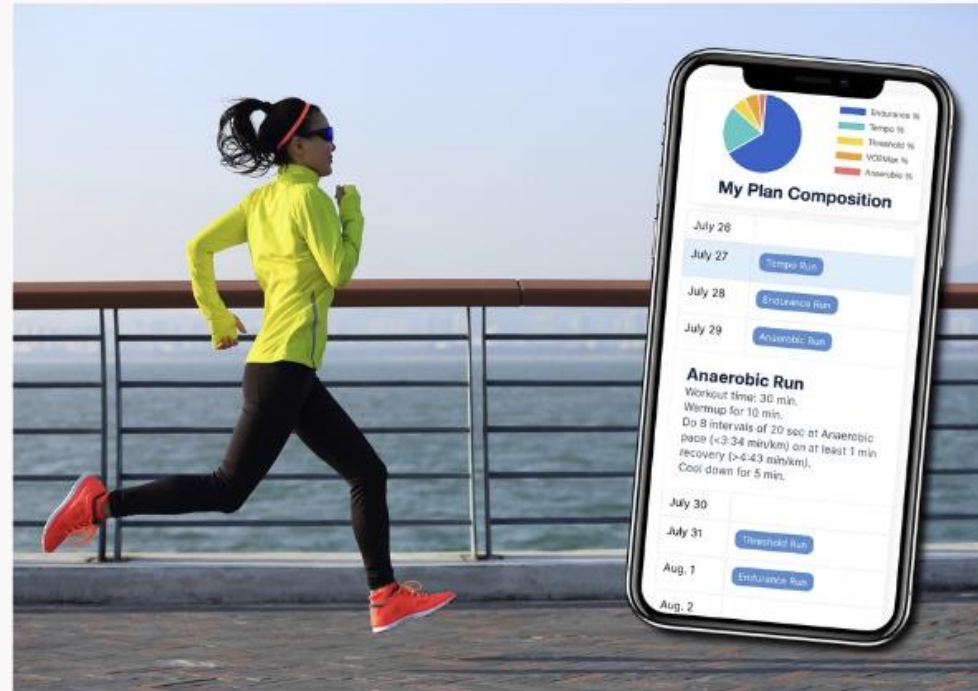 Endurance %
Tempo %
Threshold %
VO2Max %
Anaerobic %
My Plan Composition
July 26
July 27 Tempo Run
July 28 Endurance Run
July 29 Anaerobic Run
Anaerobic Run
Workout time: 30 min.
Warmup for 10 min.
Do 8 intervals of 20 sec at Anaerobic
pace (<3:34 min/km) on at least 1 min
recovery (>4:43 min/km).
Cool down for 5 min.
July 30
July 31 Threshold Run
Aug. 1 Endurance Run
Aug. 2